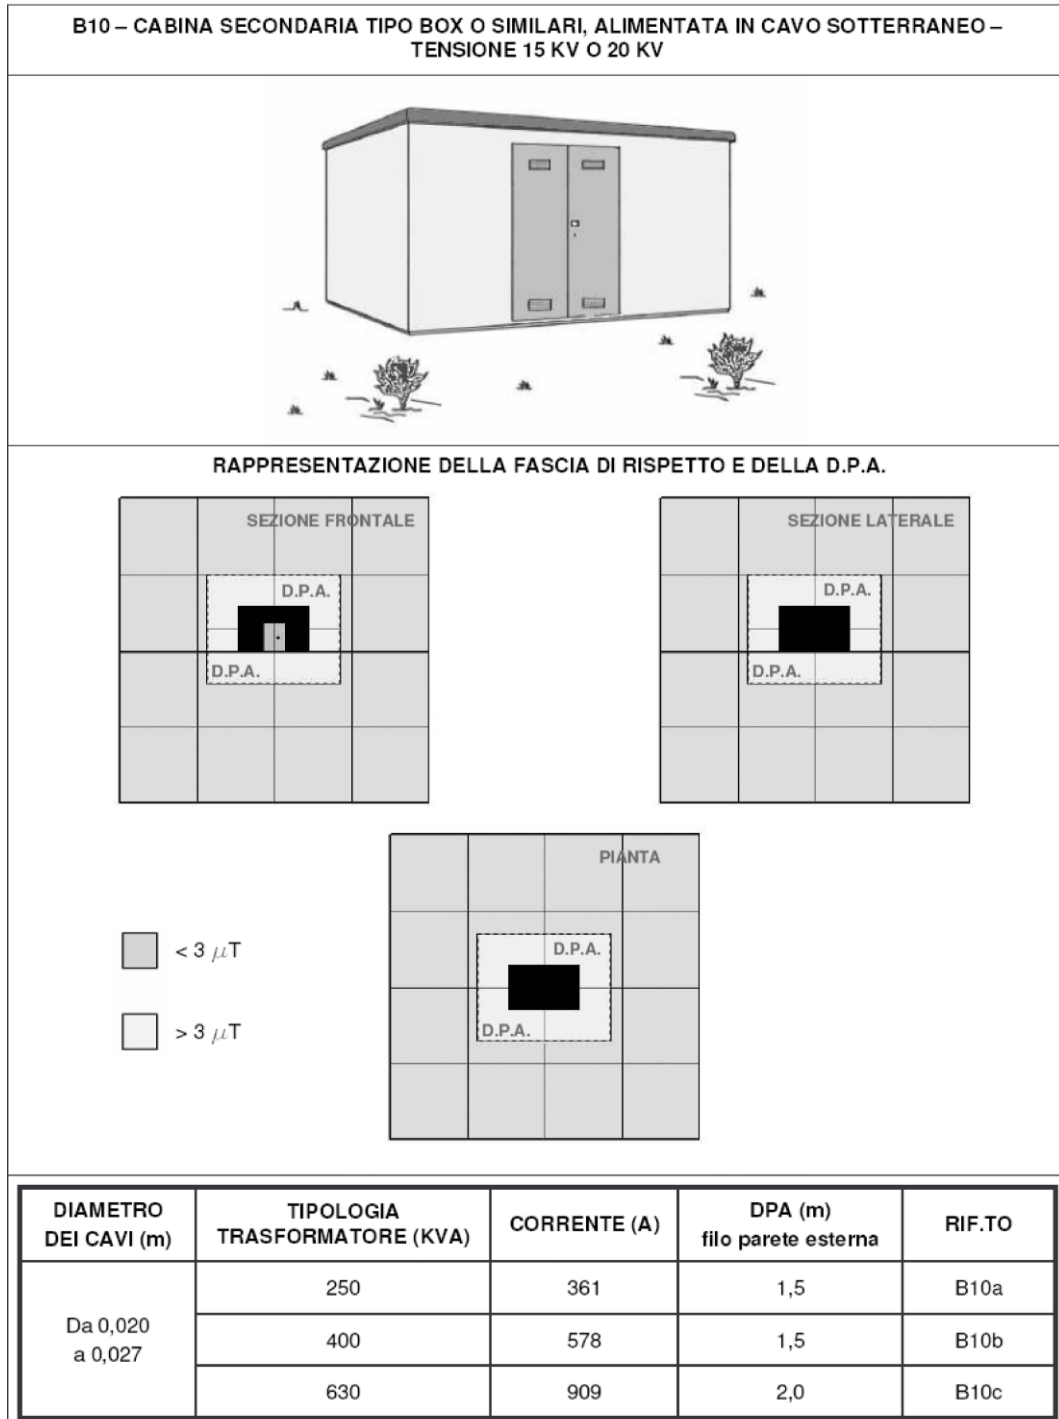 B10 – CABINA SECONDARIA TIPO BOX O SIMILARI, ALIMENTATA IN CAVO SOTTERRANEO –
TENSIONE 15 KV O 20 KV
RAPPRESENTAZIONE DELLA FASCIA DI RISPETTO E DELLA D.P.A.
SEZIONE FRONTALE
D.P.A.
D.P.A.
SEZIONE LATERALE
D.P.A.
D.P.A.
PIANTA
D.P.A.
D.P.A.
< 3 μT
> 3 μT
DIAMETRO
DEI CAVI (m)
TIPOLOGIA
TRASFORMATORE (KVA)
CORRENTE (A)
DPA (m)
filo parete esterna
RIF.TO
Da 0,020
a 0,027
250
361
1,5
B10a
400
578
1,5
B10b
630
909
2,0
B10c